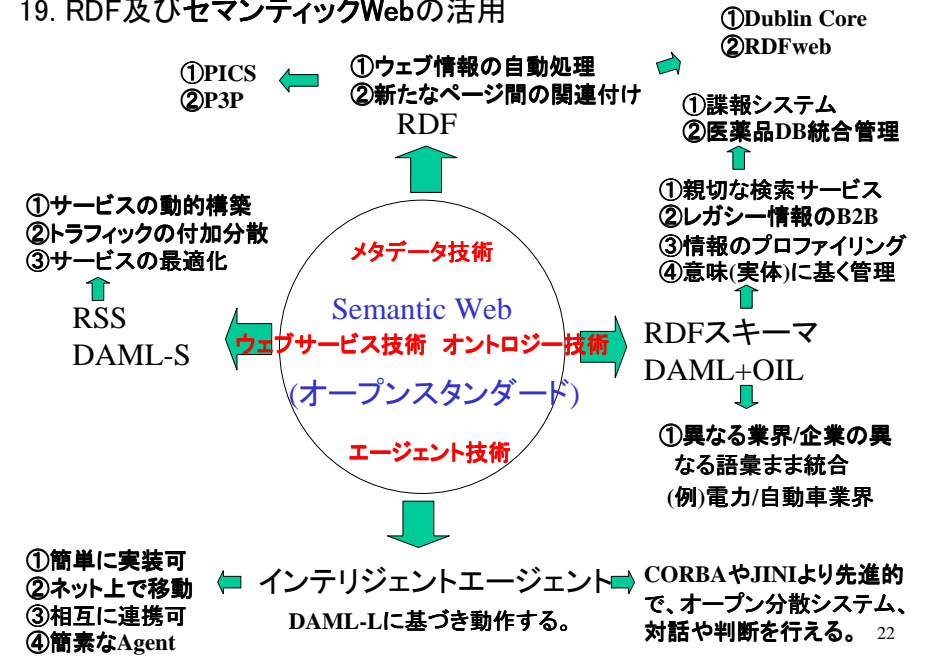 19. RDF及びセマンティックWebの活用
①Dublin Core
②RDFweb
①PICS
②P3P
①ウェブ情報の自動処理
②新たなページ間の関連付け
RDF
①諜報システム
②医薬品DB統合管理
①サービスの動的構築
②トラフィックの付加分散
③サービスの最適化
RSS
DAML-S
メタデータ技術
Semantic Web
ウェブサービス技術 オントロジー技術
(オープンスタンダード)
エージェント技術
①親切な検索サービス
②レガシー情報のB2B
③情報のプロファイリング
④意味(実体)に基く管理
RDFスキーマ
DAML+OIL
①異なる業界/企業の異
なる語彙まま統合
(例)電力/自動車業界
①簡単に実装可
②ネット上で移動
③相互に連携可
④簡素なAgent
インテリジェントエージェント
DAML-Lに基づき動作する。
CORBAやJINIより先進的
で、オープン分散システム、
対話や判断を行える。
22